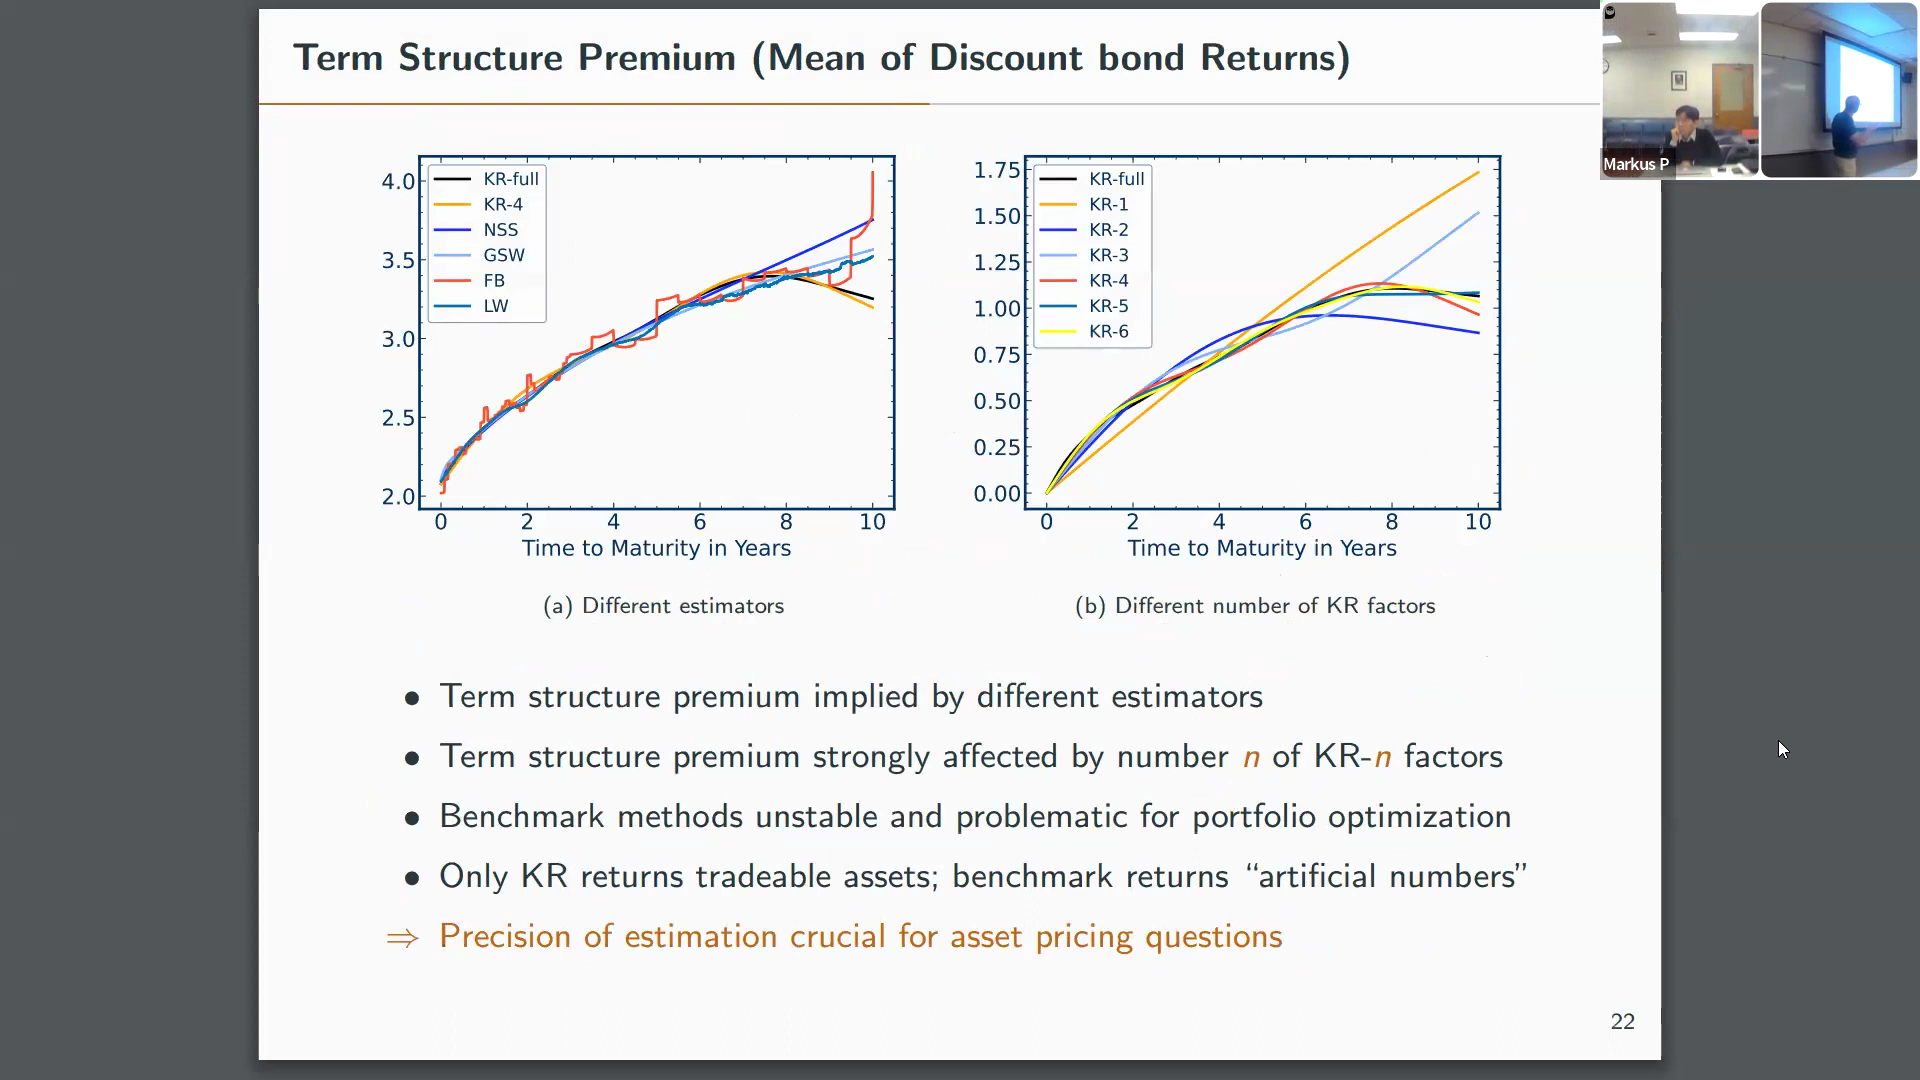 Term Structure Premium (Mean of Discount bond Returns)
Markus P
4.0
3.5
3.0
2.5
2.0
KR-full
KR-4
NSS
GSW
FB
LW
0 2 4 6 8 10
Time to Maturity in Years
(a) Different estimators
1.75
1.50
1.25
1.00
0.75
0.50
0.25
0.00
KR-full
KR-1
KR-2
KR-3
KR-4
KR-5
KR-6
0 2 4 6 8 10
Time to Maturity in Years
(b) Different number of KR factors
• Term structure premium implied by different estimators
• Term structure premium strongly affected by number n of KR-n factors
• Benchmark methods unstable and problematic for portfolio optimization
• Only KR returns tradeable assets; benchmark returns “artificial numbers”
⇒ Precision of estimation crucial for asset pricing questions
22